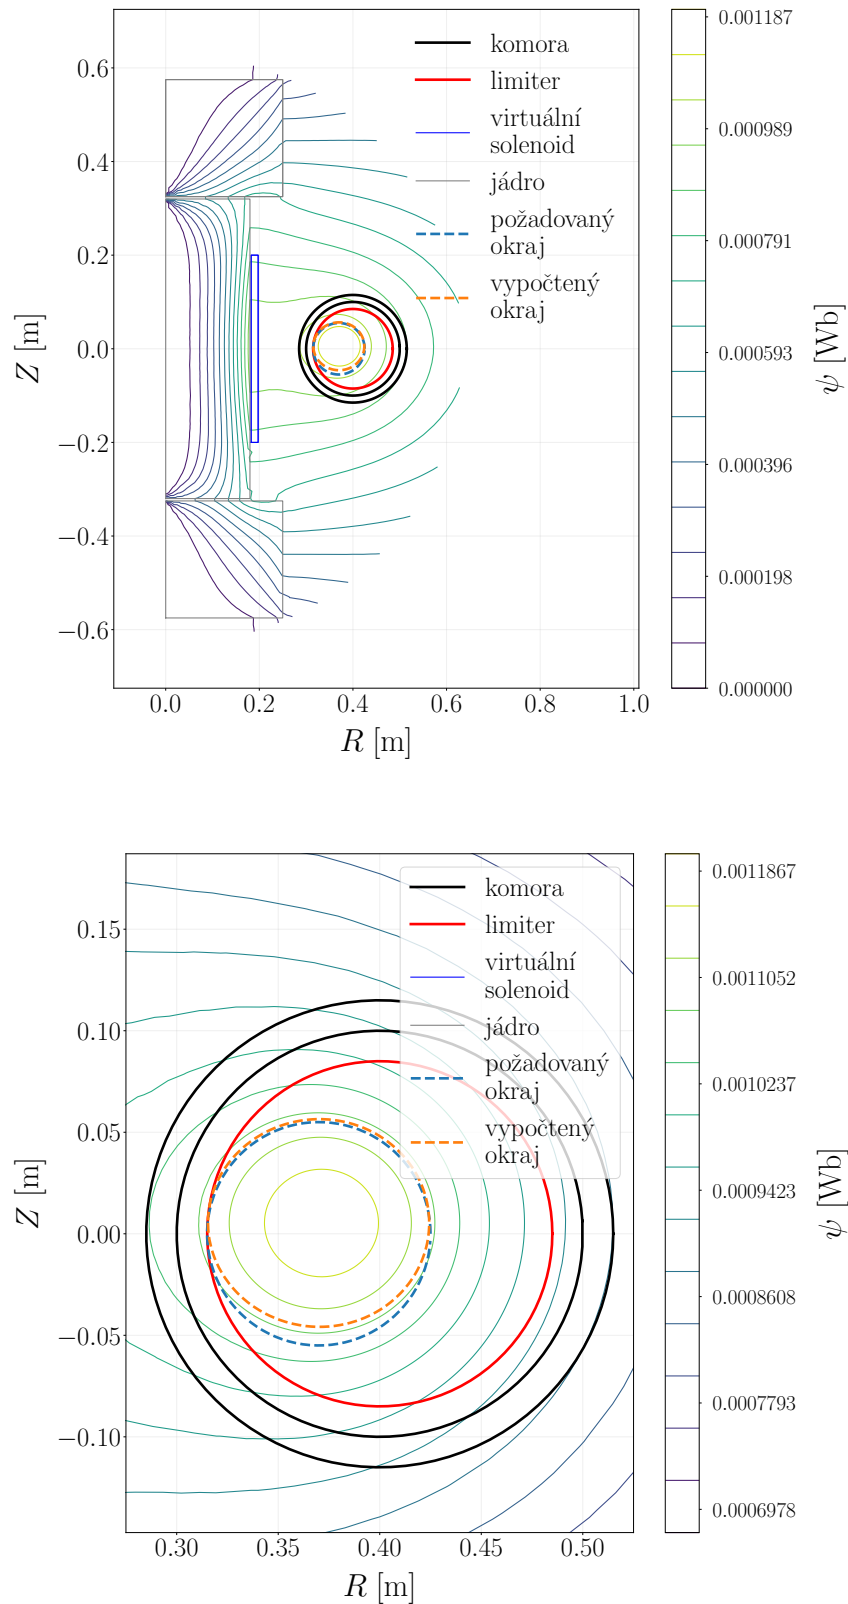 komora
limiter
virtuální
solenoid
jádro
požadovaný
okraj
vypočtený
okraj
0.6
0.4
0.2
0.0
−0.2
−0.4
−0.6
Z [m]
0.0 0.2 0.4 0.6 0.8 1.0
R [m]
0.001187
0.000989
0.000791
0.000593
0.000396
0.000198
0.000000
ψ [Wb]
komora
limiter
virtuální
solenoid
jádro
požadovaný
okraj
vypočtený
okraj
0.15
0.10
0.05
0.00
−0.05
−0.10
Z [m]
0.30 0.35 0.40 0.45 0.50
R [m]
0.0011867
0.0011052
0.0010237
0.0009423
0.0008608
0.0007793
0.0006978
ψ [Wb]